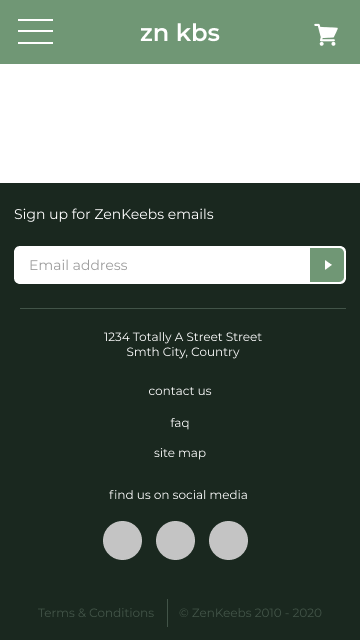 zn kbs
Sign up for ZenKeebs emails
Email address
1234 Totally A Street Street
Smth City, Country
contact us
faq
site map
find us on social media
Terms & Conditions
© ZenKeebs 2010 - 2020